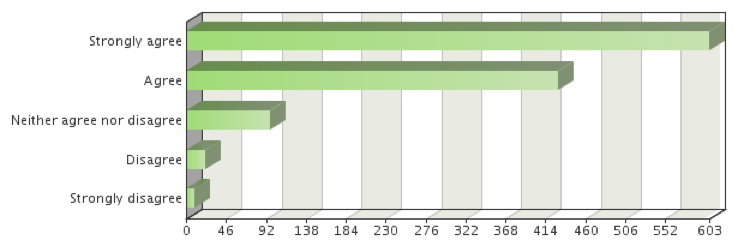 Strongly agree
Agree
Neither agree nor disagree
Disagree
Strongly disagree
0 46 92 138 184 230 276 322 368 414 460 506 552 603